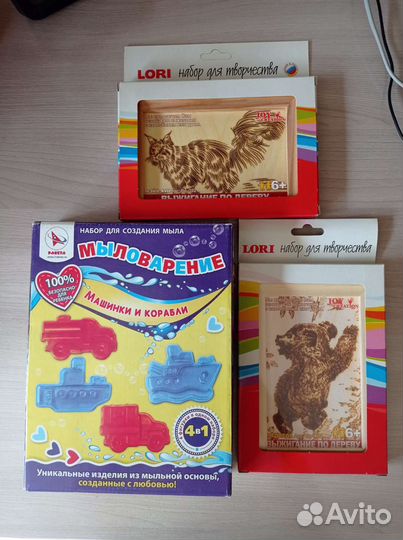 LORI набор для творчества
6+
ВЫЖИГАНИЕ ПО ДЕРЕВУ
РАКЕТА
НАБОР ДЛЯ СОЗДАНИЯ МЫЛА
МЫЛОВАРЕНИЕ
100%
БЕЗОПАСНО ДЛЯ
РЕБЕНКА
МАШИНКИ И КОРАБЛИ
4 в 1
Уникальные изделия из мыльной основы,
созданные с любовью!
LORI набор для творчества
6+
ВЫЖИГАНИЕ ПО ДЕРЕВУ
Avito